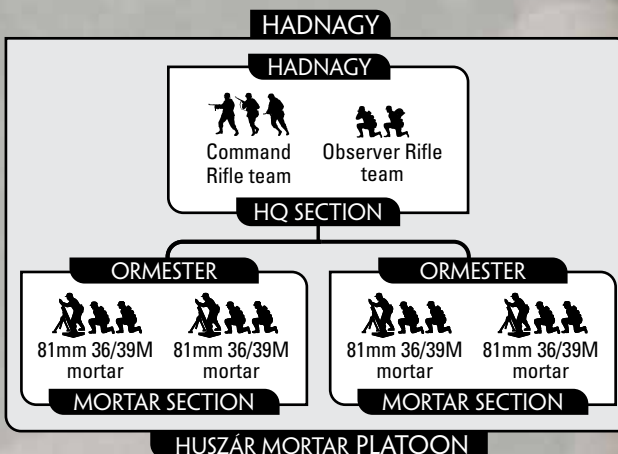 HADNAGY
HADNAGY
Command
Rifle team
Observer Rifle
team
HQ SECTION
ORMESTER
81mm 36/39M
mortar
81mm 36/39M
mortar
MORTAR SECTION
ORMESTER
81mm 36/39M
mortar
81mm 36/39M
mortar
MORTAR SECTION
HUSZÁR MORTAR PLATOON